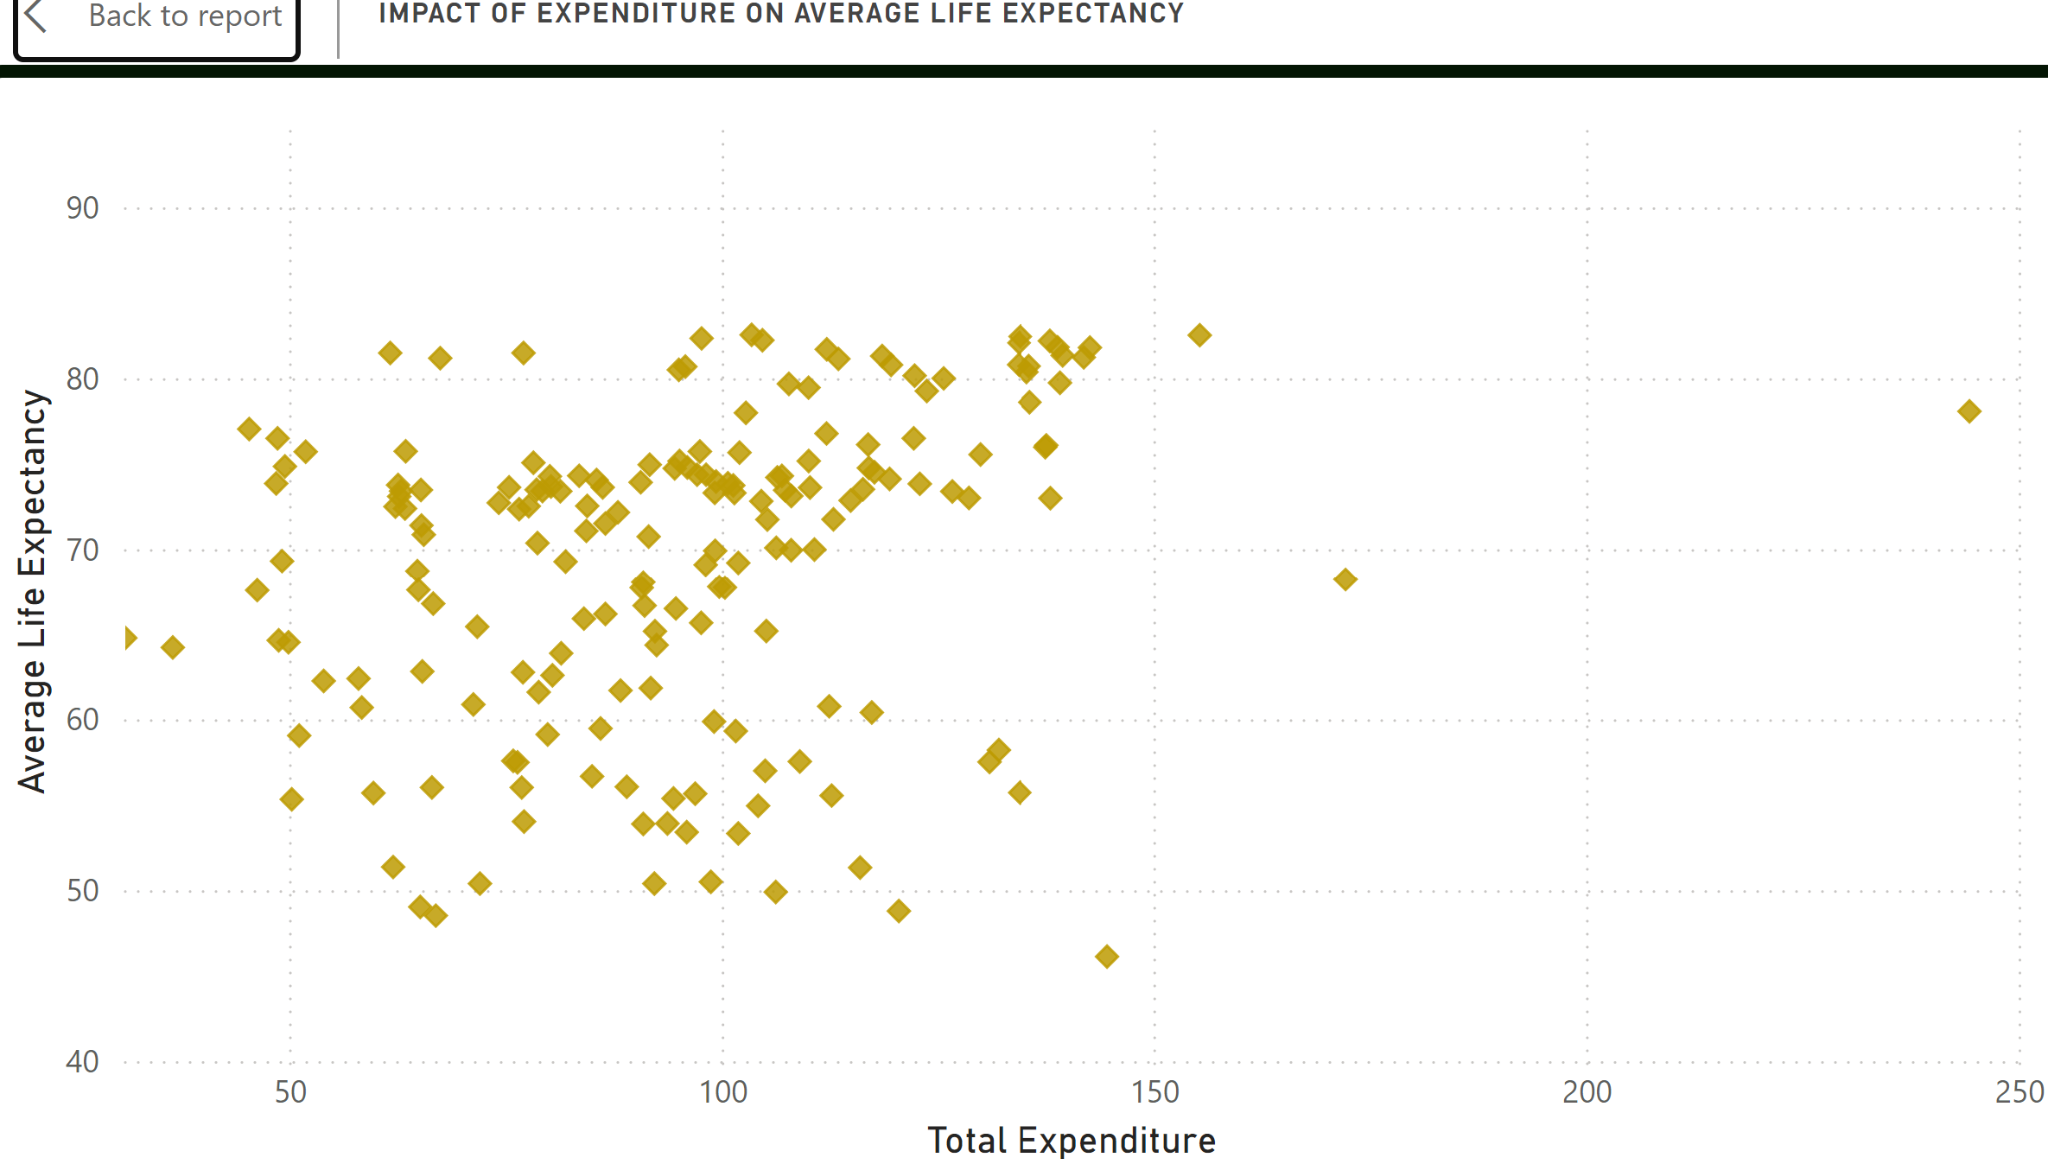 Back to report
IMPACT OF EXPENDITURE ON AVERAGE LIFE EXPECTANCY
90
80
70
60
50
40
Average Life Expectancy
50 100 150 200 250
Total Expenditure